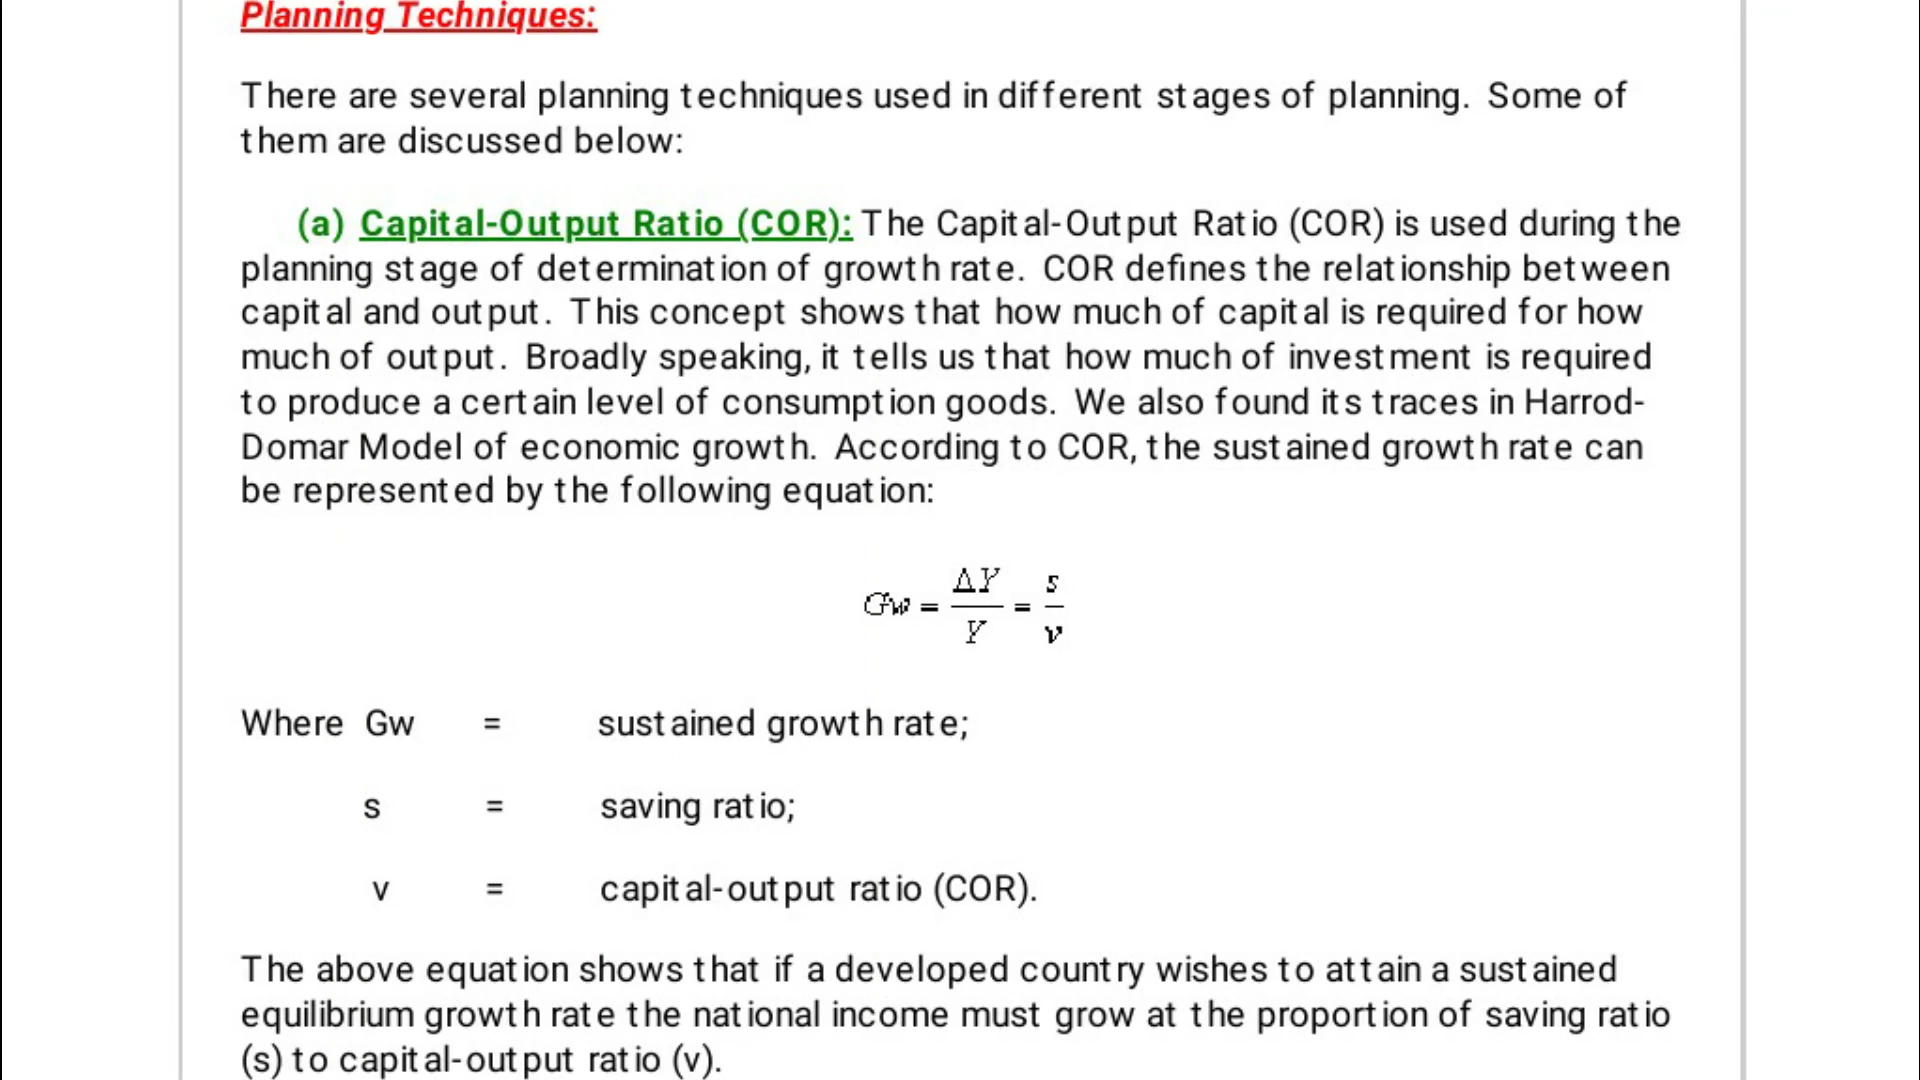 Planning Techniques:
There are several planning techniques used in different stages of planning. Some of
them are discussed below:
(a) Capital-Output Ratio (COR): The Capital-Output Ratio (COR) is used during the
planning stage of determination of growth rate. COR defines the relationship between
capital and output. This concept shows that how much of capital is required for how
much of output. Broadly speaking, it tells us that how much of investment is required
to produce a certain level of consumption goods. We also found its traces in Harrod-
Domar Model of economic growth. According to COR, the sustained growth rate can
be represented by the following equation:
Gw = ΔY/Y = s/v
Where Gw = sustained growth rate;
s = saving ratio;
v = capital-output ratio (COR).
The above equation shows that if a developed country wishes to attain a sustained
equilibrium growth rate the national income must grow at the proportion of saving ratio
(s) to capital-output ratio (v).